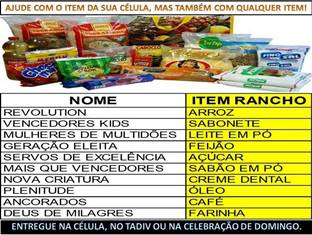 AJUDE COM O ITEM DA SUA CÉLULA, MAS TAMBÉM COM QUALQUER ITEM!
CABOCLO
NOME ITEM RANCHO
REVOLUTION ARROZ
VENCEDORES KIDS SABONETE
MULHERES DE MULTIDÕES LEITE EM PÓ
GERAÇÃO ELEITA FEIJÃO
SERVOS DE EXCELÊNCIA AÇÚCAR
MAIS QUE VENCEDORES SABÃO EM PÓ
NOVA CRIATURA CREME DENTAL
PLENITUDE ÓLEO
ANCORADOS CAFÉ
DEUS DE MILAGRES FARINHA
ENTREGUE NA CÉLULA, NO TADIV OU NA CELEBRAÇÃO DE DOMINGO.